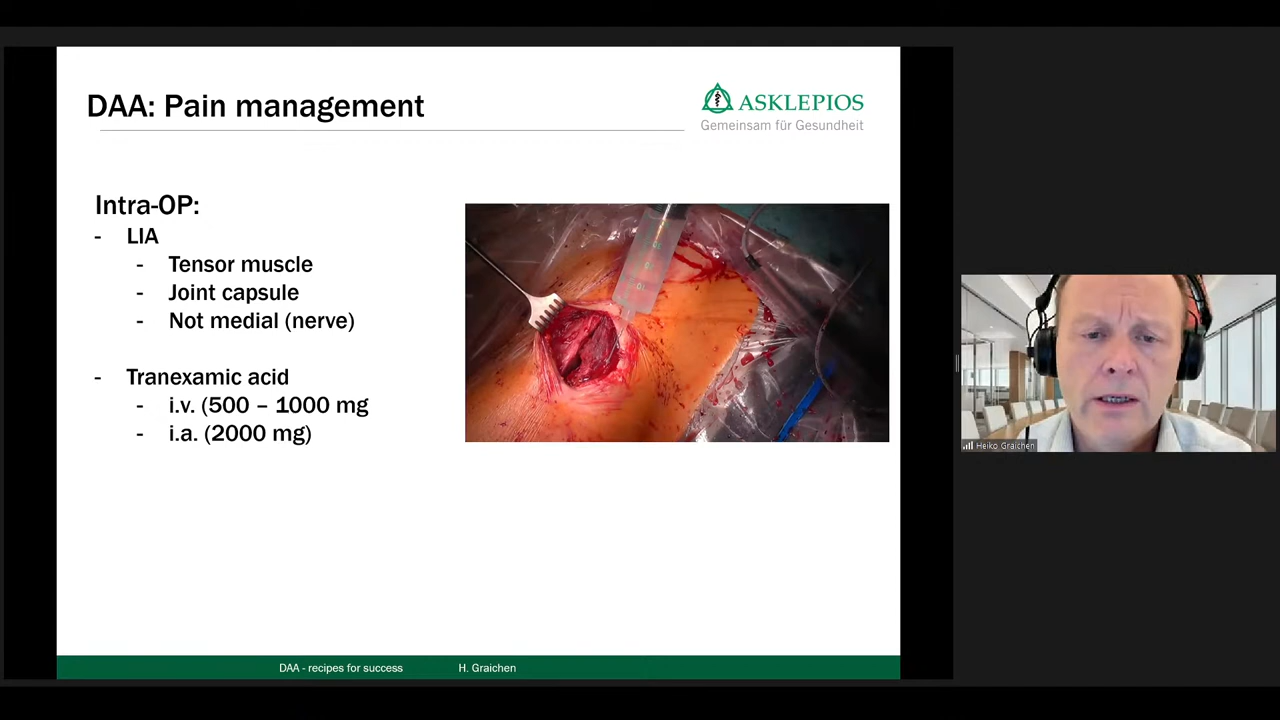 DAA: Pain management
ASKLEPIOS
Gemeinsam für Gesundheit
Intra-OP:
- LIA
- Tensor muscle
- Joint capsule
- Not medial (nerve)
- Tranexamic acid
- i.v. (500 – 1000 mg
- i.a. (2000 mg)
Heiko Graichen
DAA - recipes for success H. Graichen